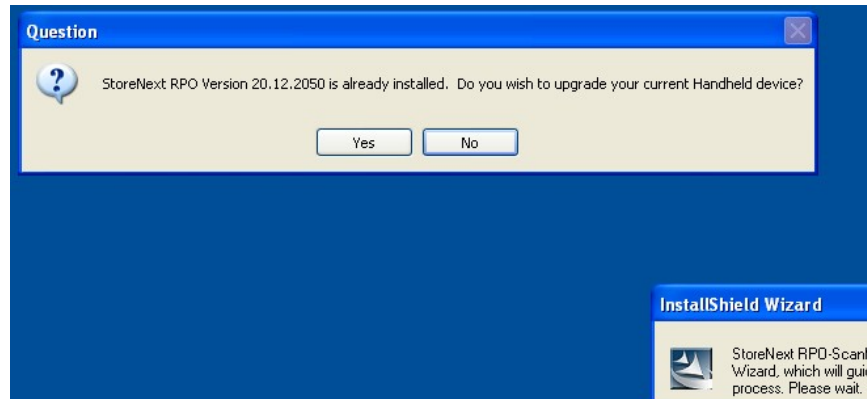 Question
StoreNext RPO Version 20.12.2050 is already installed. Do you wish to upgrade your current Handheld device?
Yes
No
InstallShield Wizard
StoreNext RPO-Scan
Wizard, which will
process. Please wait.